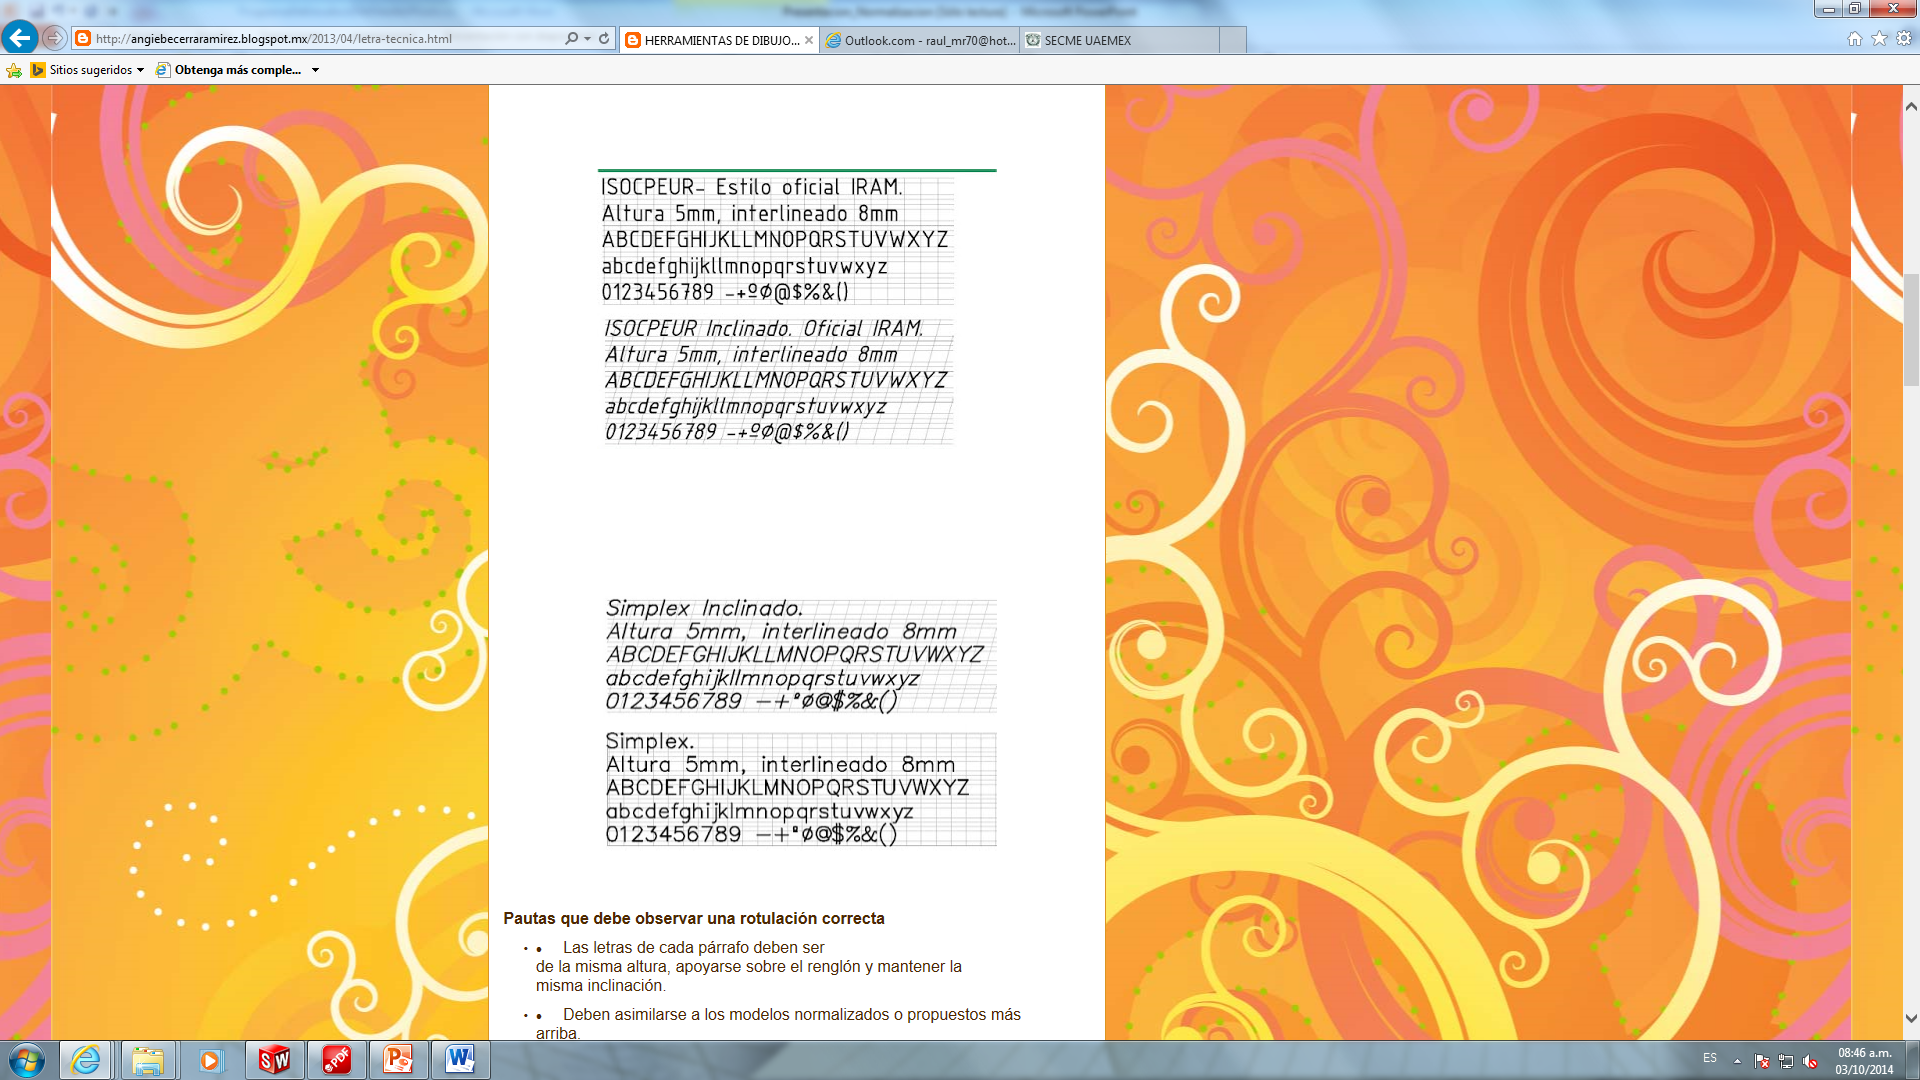 Presentacion_Normalizacion [Sólo lectura] - Microsoft PowerPoint
http://angiebecerraramirez.blogspot.mx/2013/04/letra-tecnica.html
HERRAMIENTAS DE DIBUJO...
Outlook.com - raul_mr70@hot...
SECME UAEMEX
Sitios sugeridos
Obtenga más comple...
ISOCPEUR- Estilo oficial IRAM.
Altura 5mm, interlineado 8mm
ABCDEFGHIJKLLMNOPQRSTUVWXYZ
abcdefghijkllmnopqrstuvwxyz
0123456789 -+º∅@$%&()
ISOCPEUR Inclinado. Oficial IRAM.
Altura 5mm, interlineado 8mm
ABCDEFGHIJKLLMNOPQRSTUVWXYZ
abcdefghijkllmnopqrstuvwxyz
0123456789 -+º∅@$%&()
Simplex Inclinado.
Altura 5mm, interlineado 8mm
ABCDEFGHIJKLLMNOPQRSTUVWXYZ
abcdefghijkllmnopqrstuvwxyz
0123456789 -+°∅@$%&()
Simplex.
Altura 5mm, interlineado 8mm
ABCDEFGHIJKLMNOPQRSTUVWXYZ
abcdefghijklmnopqrstuvwxyz
0123456789 -+°∅@$%&()
Pautas que debe observar una rotulación correcta
• • Las letras de cada párrafo deben ser
de la misma altura, apoyarse sobre el renglón y mantener la
misma inclinación.
• • Deben asimilarse a los modelos normalizados o propuestos más
arriba.
ES
08:46 a.m.
03/10/2014